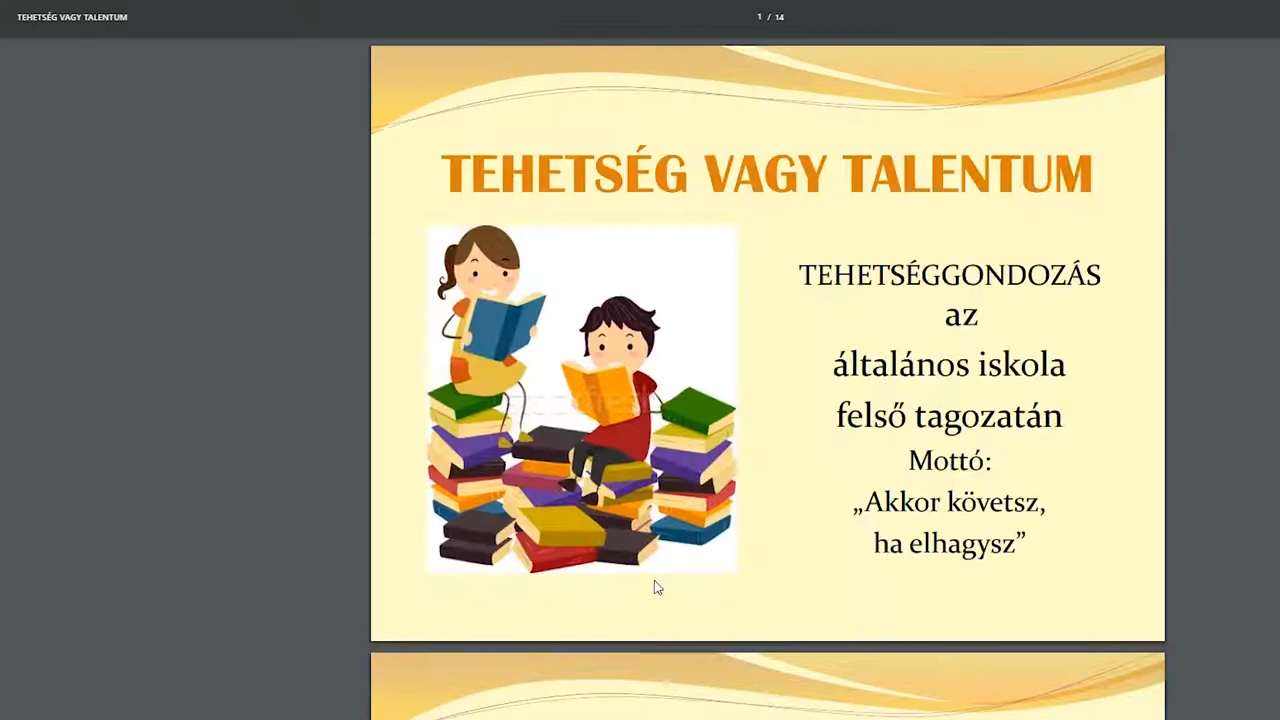 TEHETSÉG VAGY TALENTUM
1 / 14
TEHETSÉG VAGY TALENTUM
TEHETSÉGGONDOZÁS
az
általános iskola
felső tagozatán
Mottó:
„Akkor követsz,
ha elhagysz”